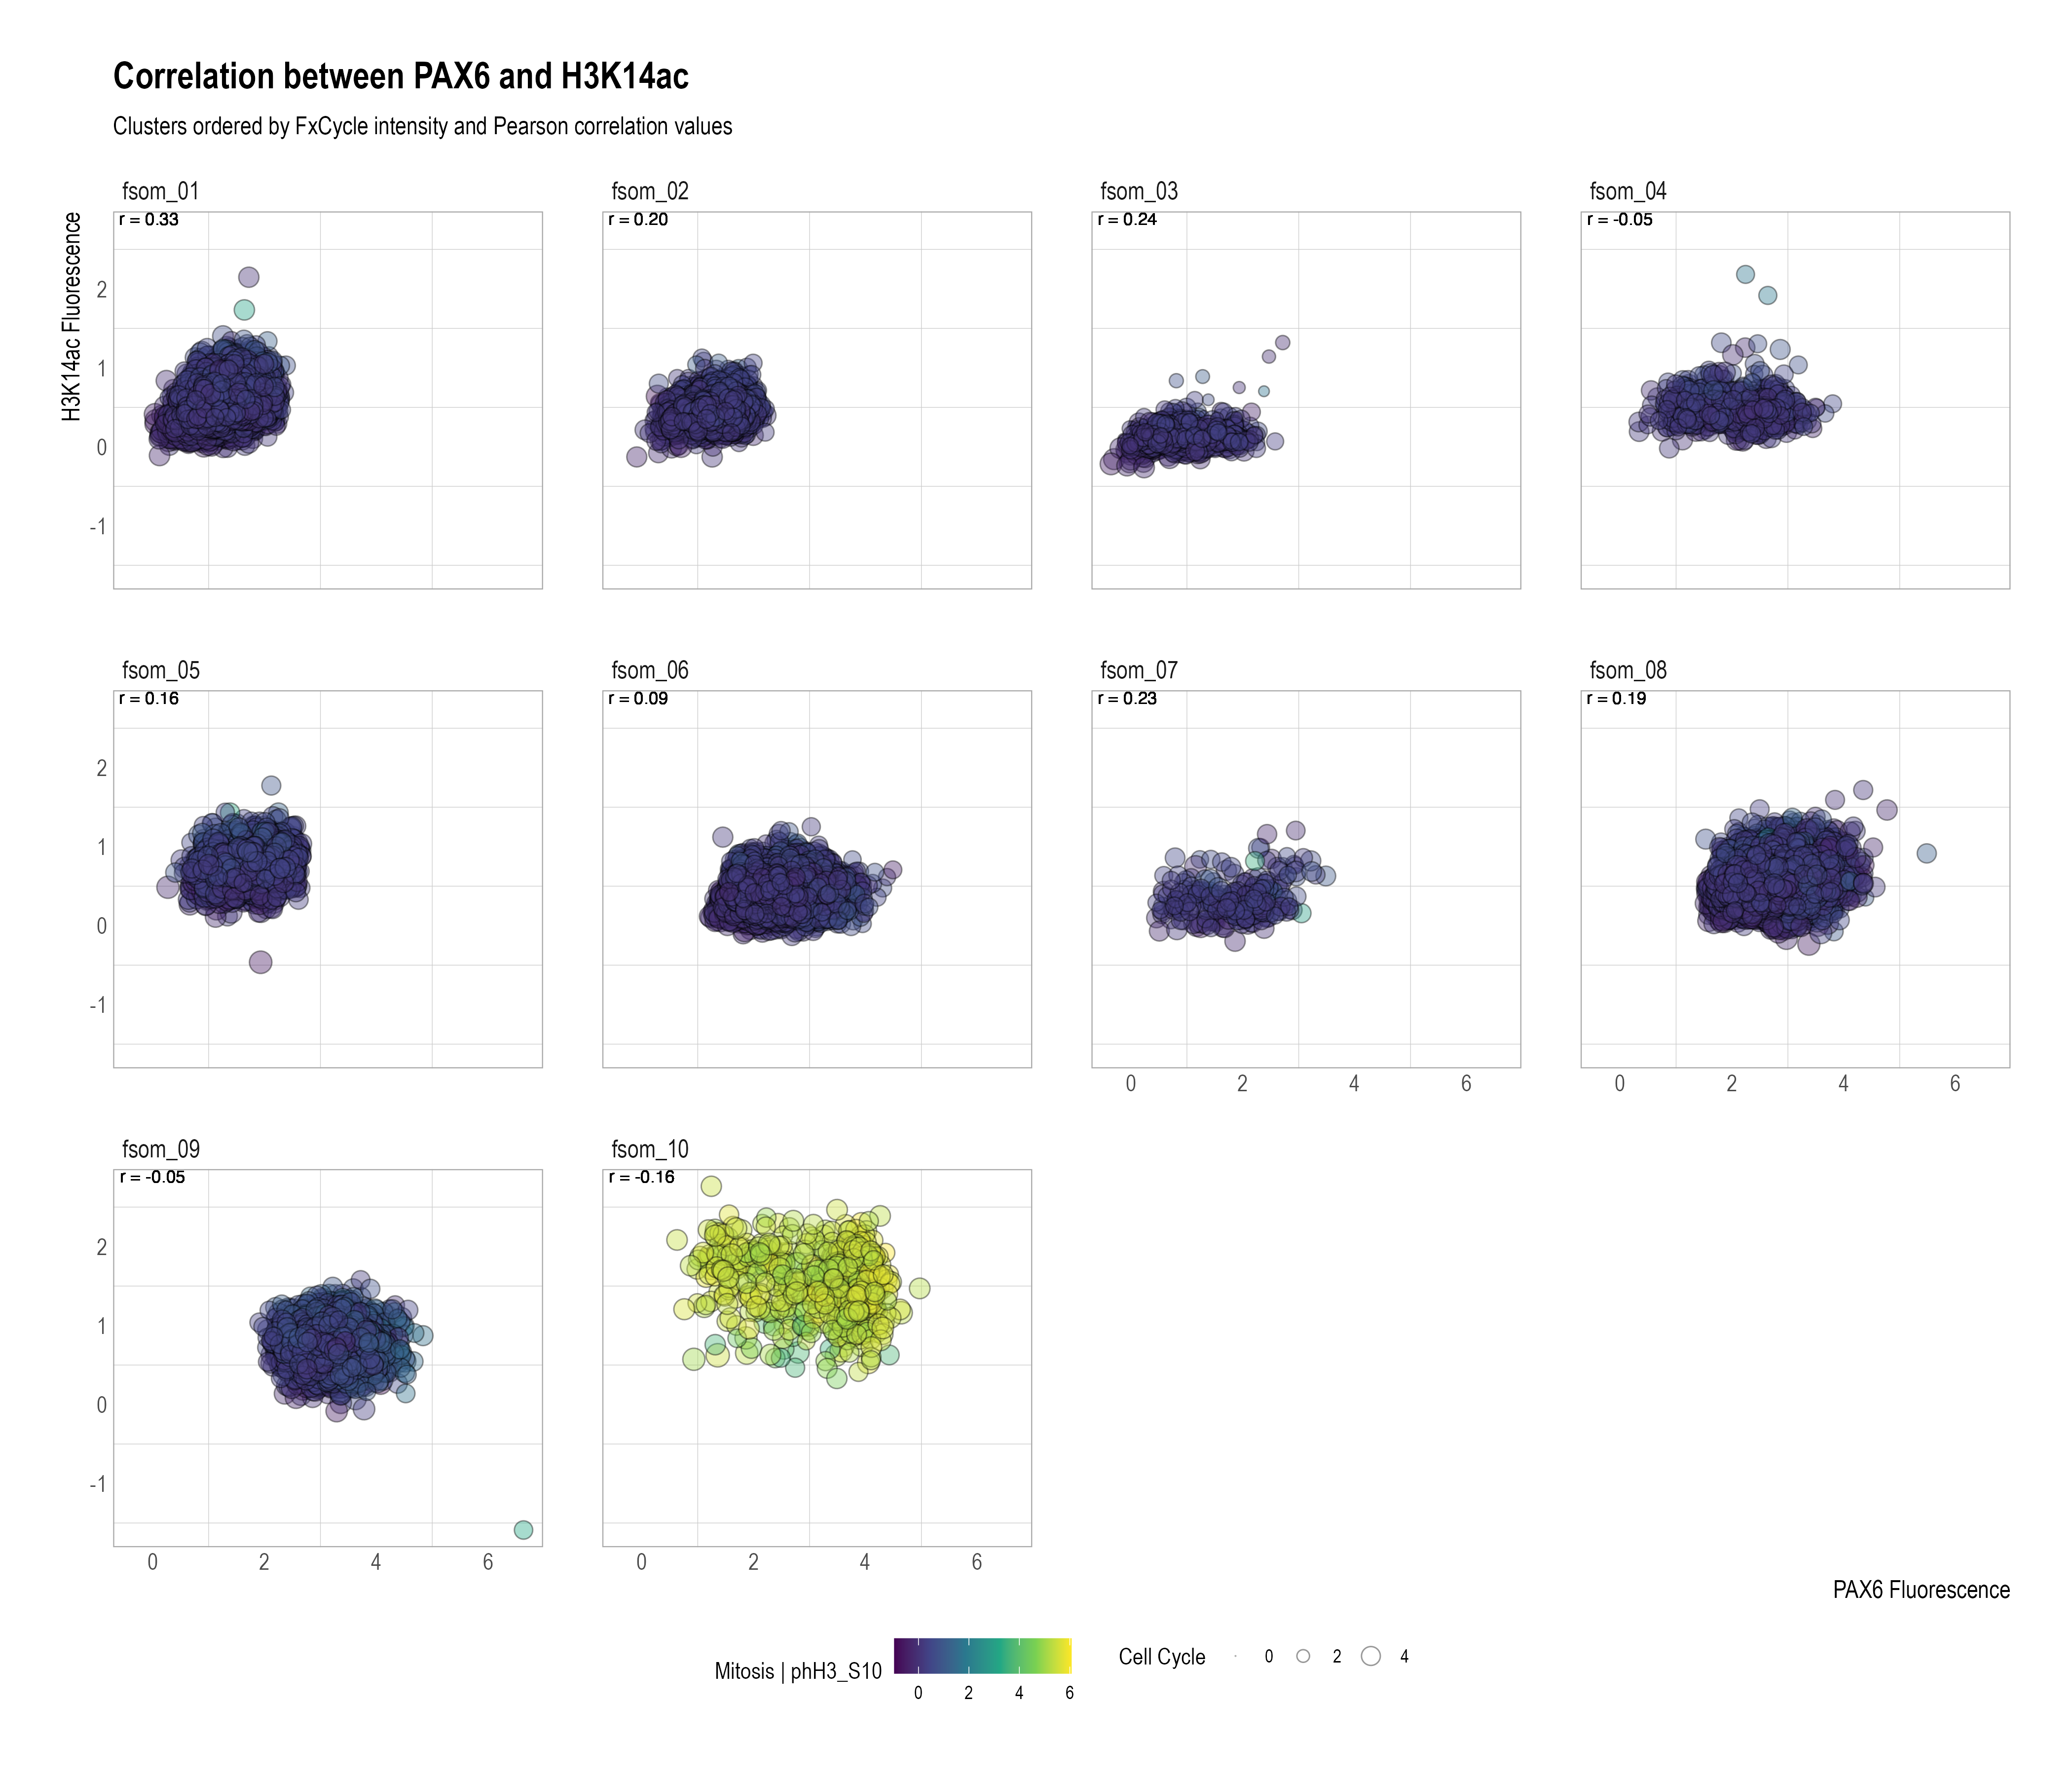 Correlation between PAX6 and H3K14ac
Clusters ordered by FxCycle intensity and Pearson correlation values
fsom_01
fsom_02
fsom_03
fsom_04
r = 0.33
r = 0.20
r = 0.24
r = -0.05
H3K14ac Fluorescence
2
1
0
-1
fsom_05
fsom_06
fsom_07
fsom_08
r = 0.16
r = 0.09
r = 0.23
r = 0.19
2
1
0
-1
0 2 4 6
0 2 4 6
fsom_09
fsom_10
r = -0.05
r = -0.16
2
1
0
-1
0 2 4 6
0 2 4 6
PAX6 Fluorescence
Mitosis | phH3_S10
0 2 4 6
Cell Cycle 0 2 4